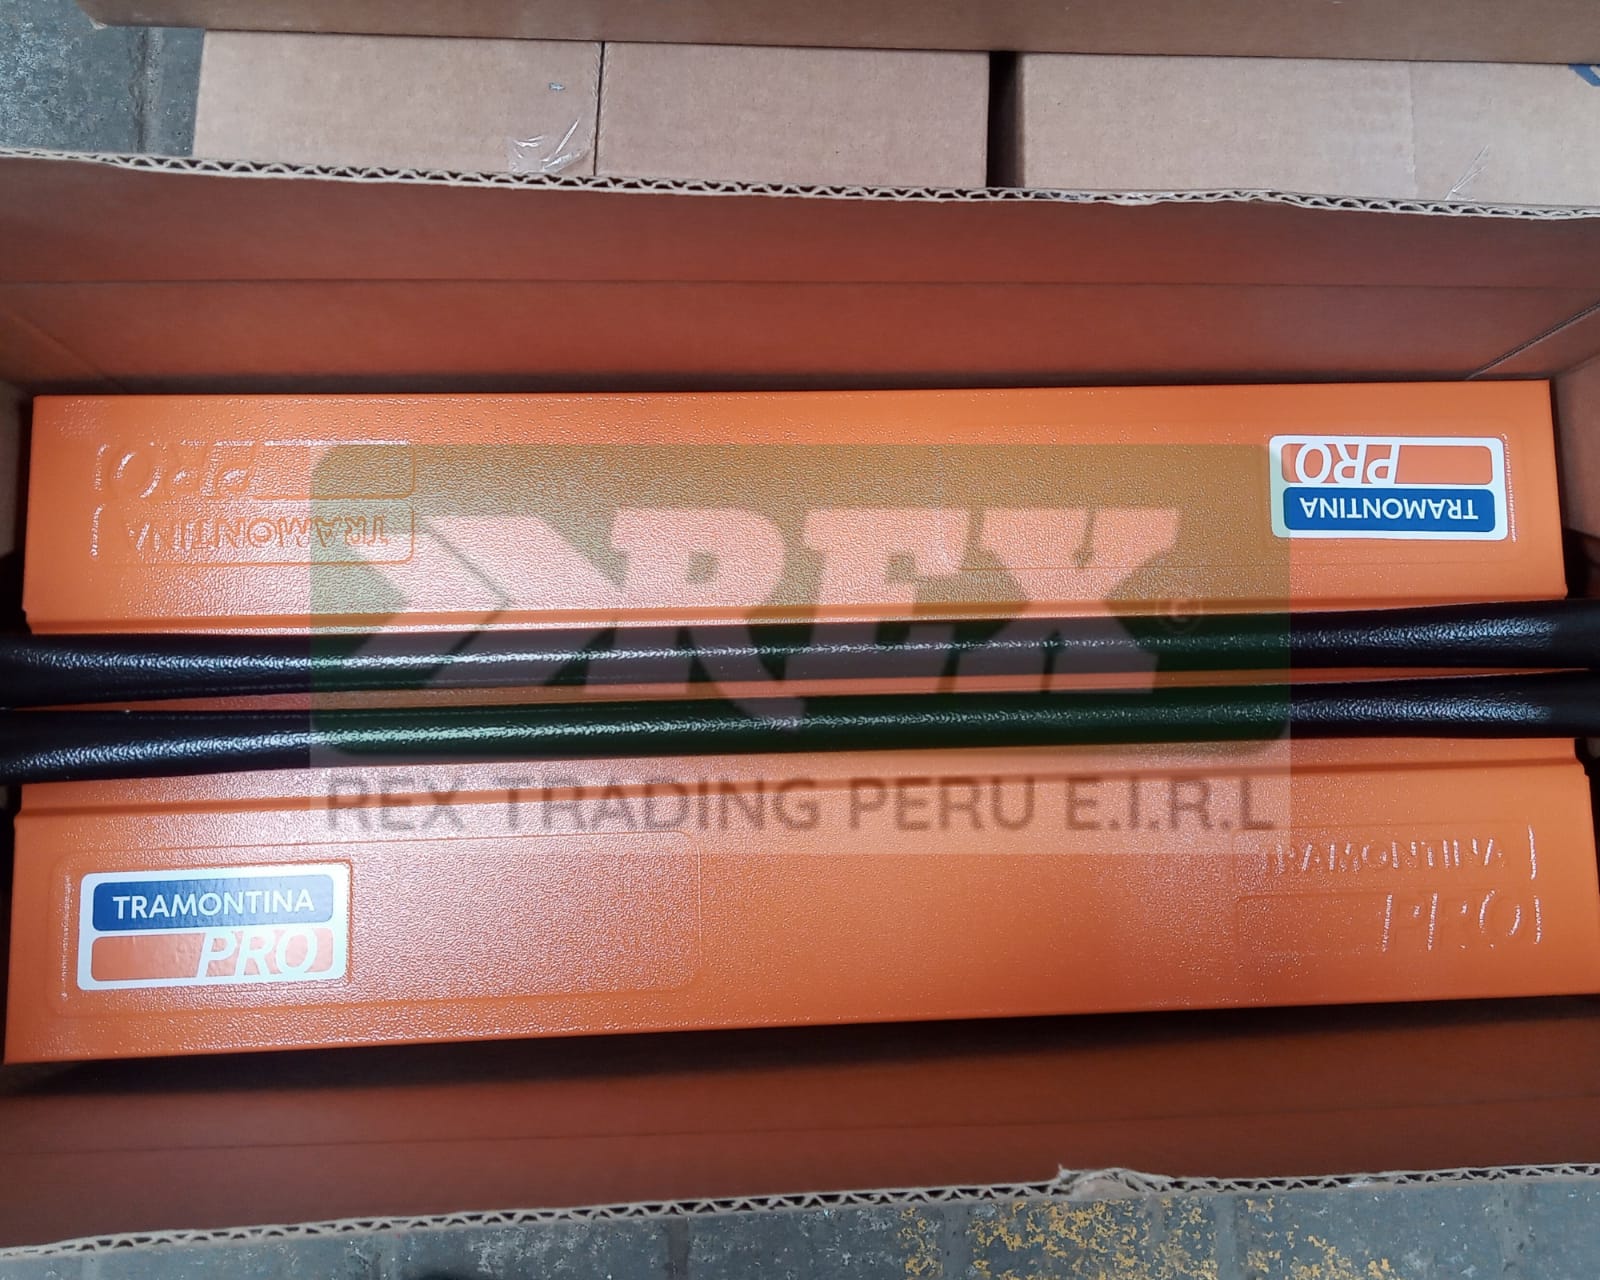 PRO
TRAMONTINA
PRO
TRAMONTINA
REX
REX TRADING PERU E.I.R.L
TRAMONTINA
PRO
TRAMONTINA
PRO